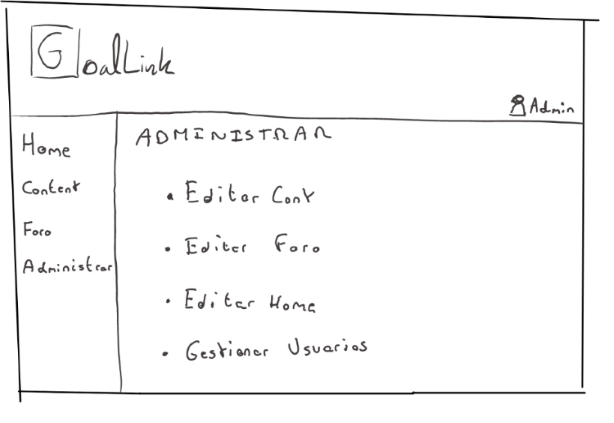 GoalLink
Admin
Home
Content
Foro
Administrar
ADMINISTRAR
• Editar Cont
• Editar Foro
• Editar Home
• Gestionar Usuarios